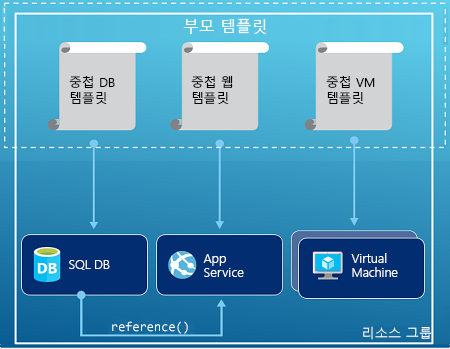 부모 템플릿
중첩 DB
템플릿
중첩 웹
템플릿
중첩 VM
템플릿
DB
SQL DB
App
Service
Virtual
Machine
reference()
리소스 그룹